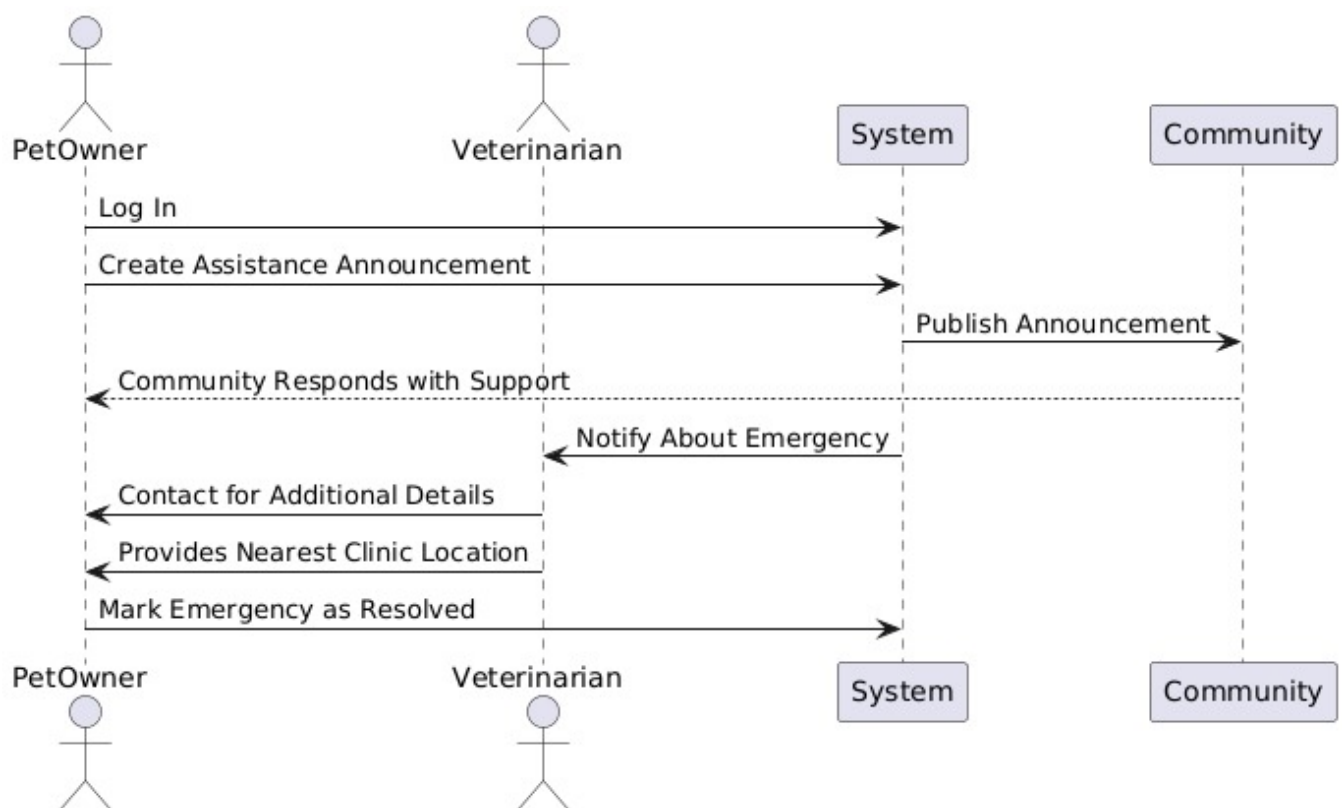 PetOwner
Veterinarian
System
Community
Log In
Create Assistance Announcement
Publish Announcement
Community Responds with Support
Notify About Emergency
Contact for Additional Details
Provides Nearest Clinic Location
Mark Emergency as Resolved
PetOwner
Veterinarian
System
Community